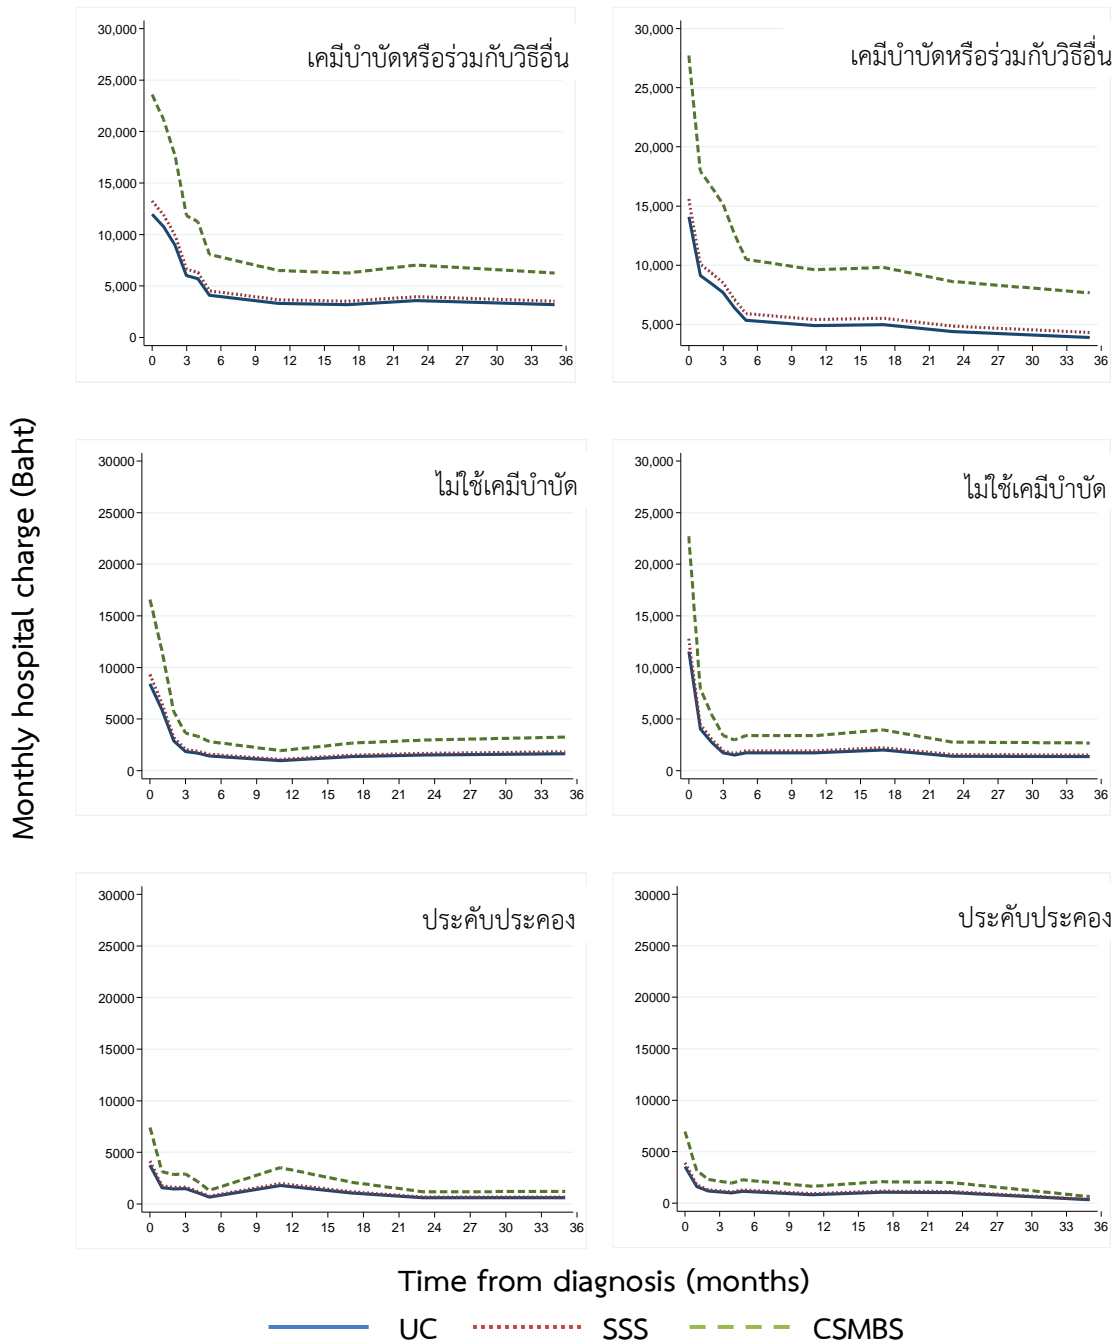 เคมีบำบัดหรือร่วมกับวิธีอื่น
30,000
25,000
20,000
15,000
10,000
5,000
0
0 3 6 9 12 15 18 21 24 27 30 33 36
เคมีบำบัดหรือร่วมกับวิธีอื่น
30,000
25,000
20,000
15,000
10,000
5,000
0 3 6 9 12 15 18 21 24 27 30 33 36
Monthly hospital charge (Baht)
ไม่ใช้เคมีบำบัด
30000
25000
20000
15000
10000
5000
0
0 3 6 9 12 15 18 21 24 27 30 33 36
ไม่ใช้เคมีบำบัด
30,000
25,000
20,000
15,000
10,000
5,000
0
0 3 6 9 12 15 18 21 24 27 30 33 36
ประคับประคอง
30000
25000
20000
15000
10000
5000
0
0 3 6 9 12 15 18 21 24 27 30 33 36
ประคับประคอง
30000
25000
20000
15000
10000
5000
0
0 3 6 9 12 15 18 21 24 27 30 33 36
Time from diagnosis (months)
UC SSS CSMBS